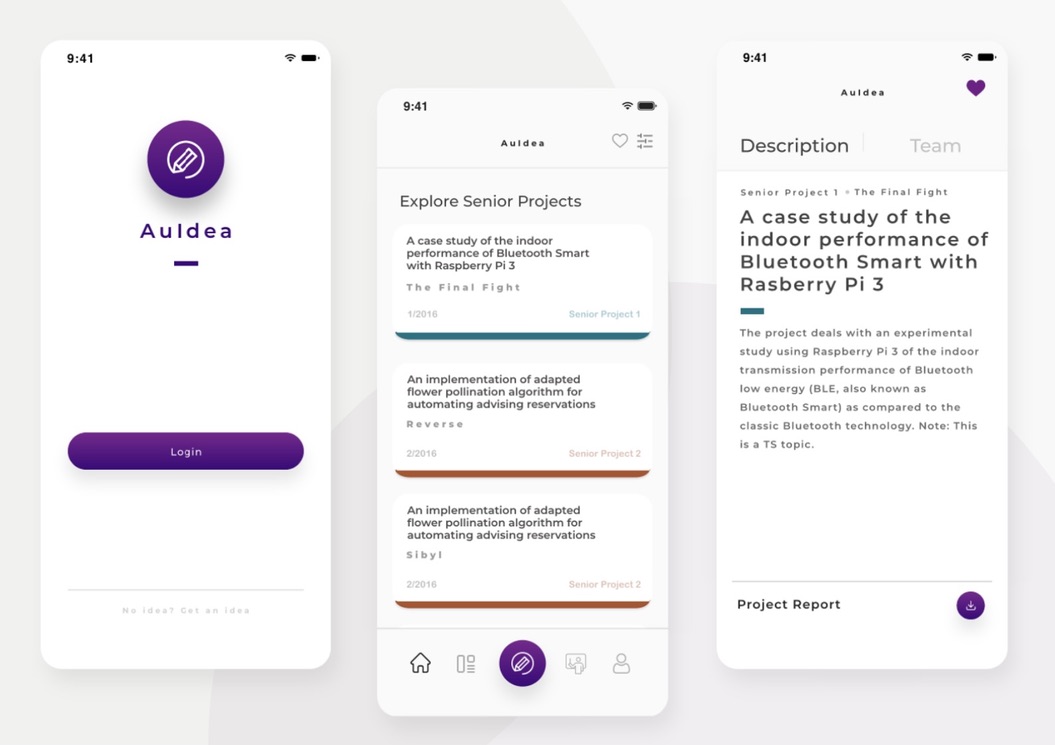 9:41
AuIdea
Login
No idea? Get an idea
9:41
AuIdea
Explore Senior Projects
A case study of the indoor
performance of Bluetooth Smart
with Raspberry Pi 3
The Final Fight
1/2016 Senior Project 1
An implementation of adapted
flower pollination algorithm for
automating advising reservations
Reverse
2/2016 Senior Project 2
An implementation of adapted
flower pollination algorithm for
automating advising reservations
Sibyl
2/2016 Senior Project 2
9:41
AuIdea
Description Team
Senior Project 1 • The Final Fight
A case study of the
indoor performance of
Bluetooth Smart with
Rasberry Pi 3
The project deals with an experimental
study using Raspberry Pi 3 of the indoor
transmission performance of Bluetooth
low energy (BLE, also known as
Bluetooth Smart) as compared to the
classic Bluetooth technology. Note: This
is a TS topic.
Project Report